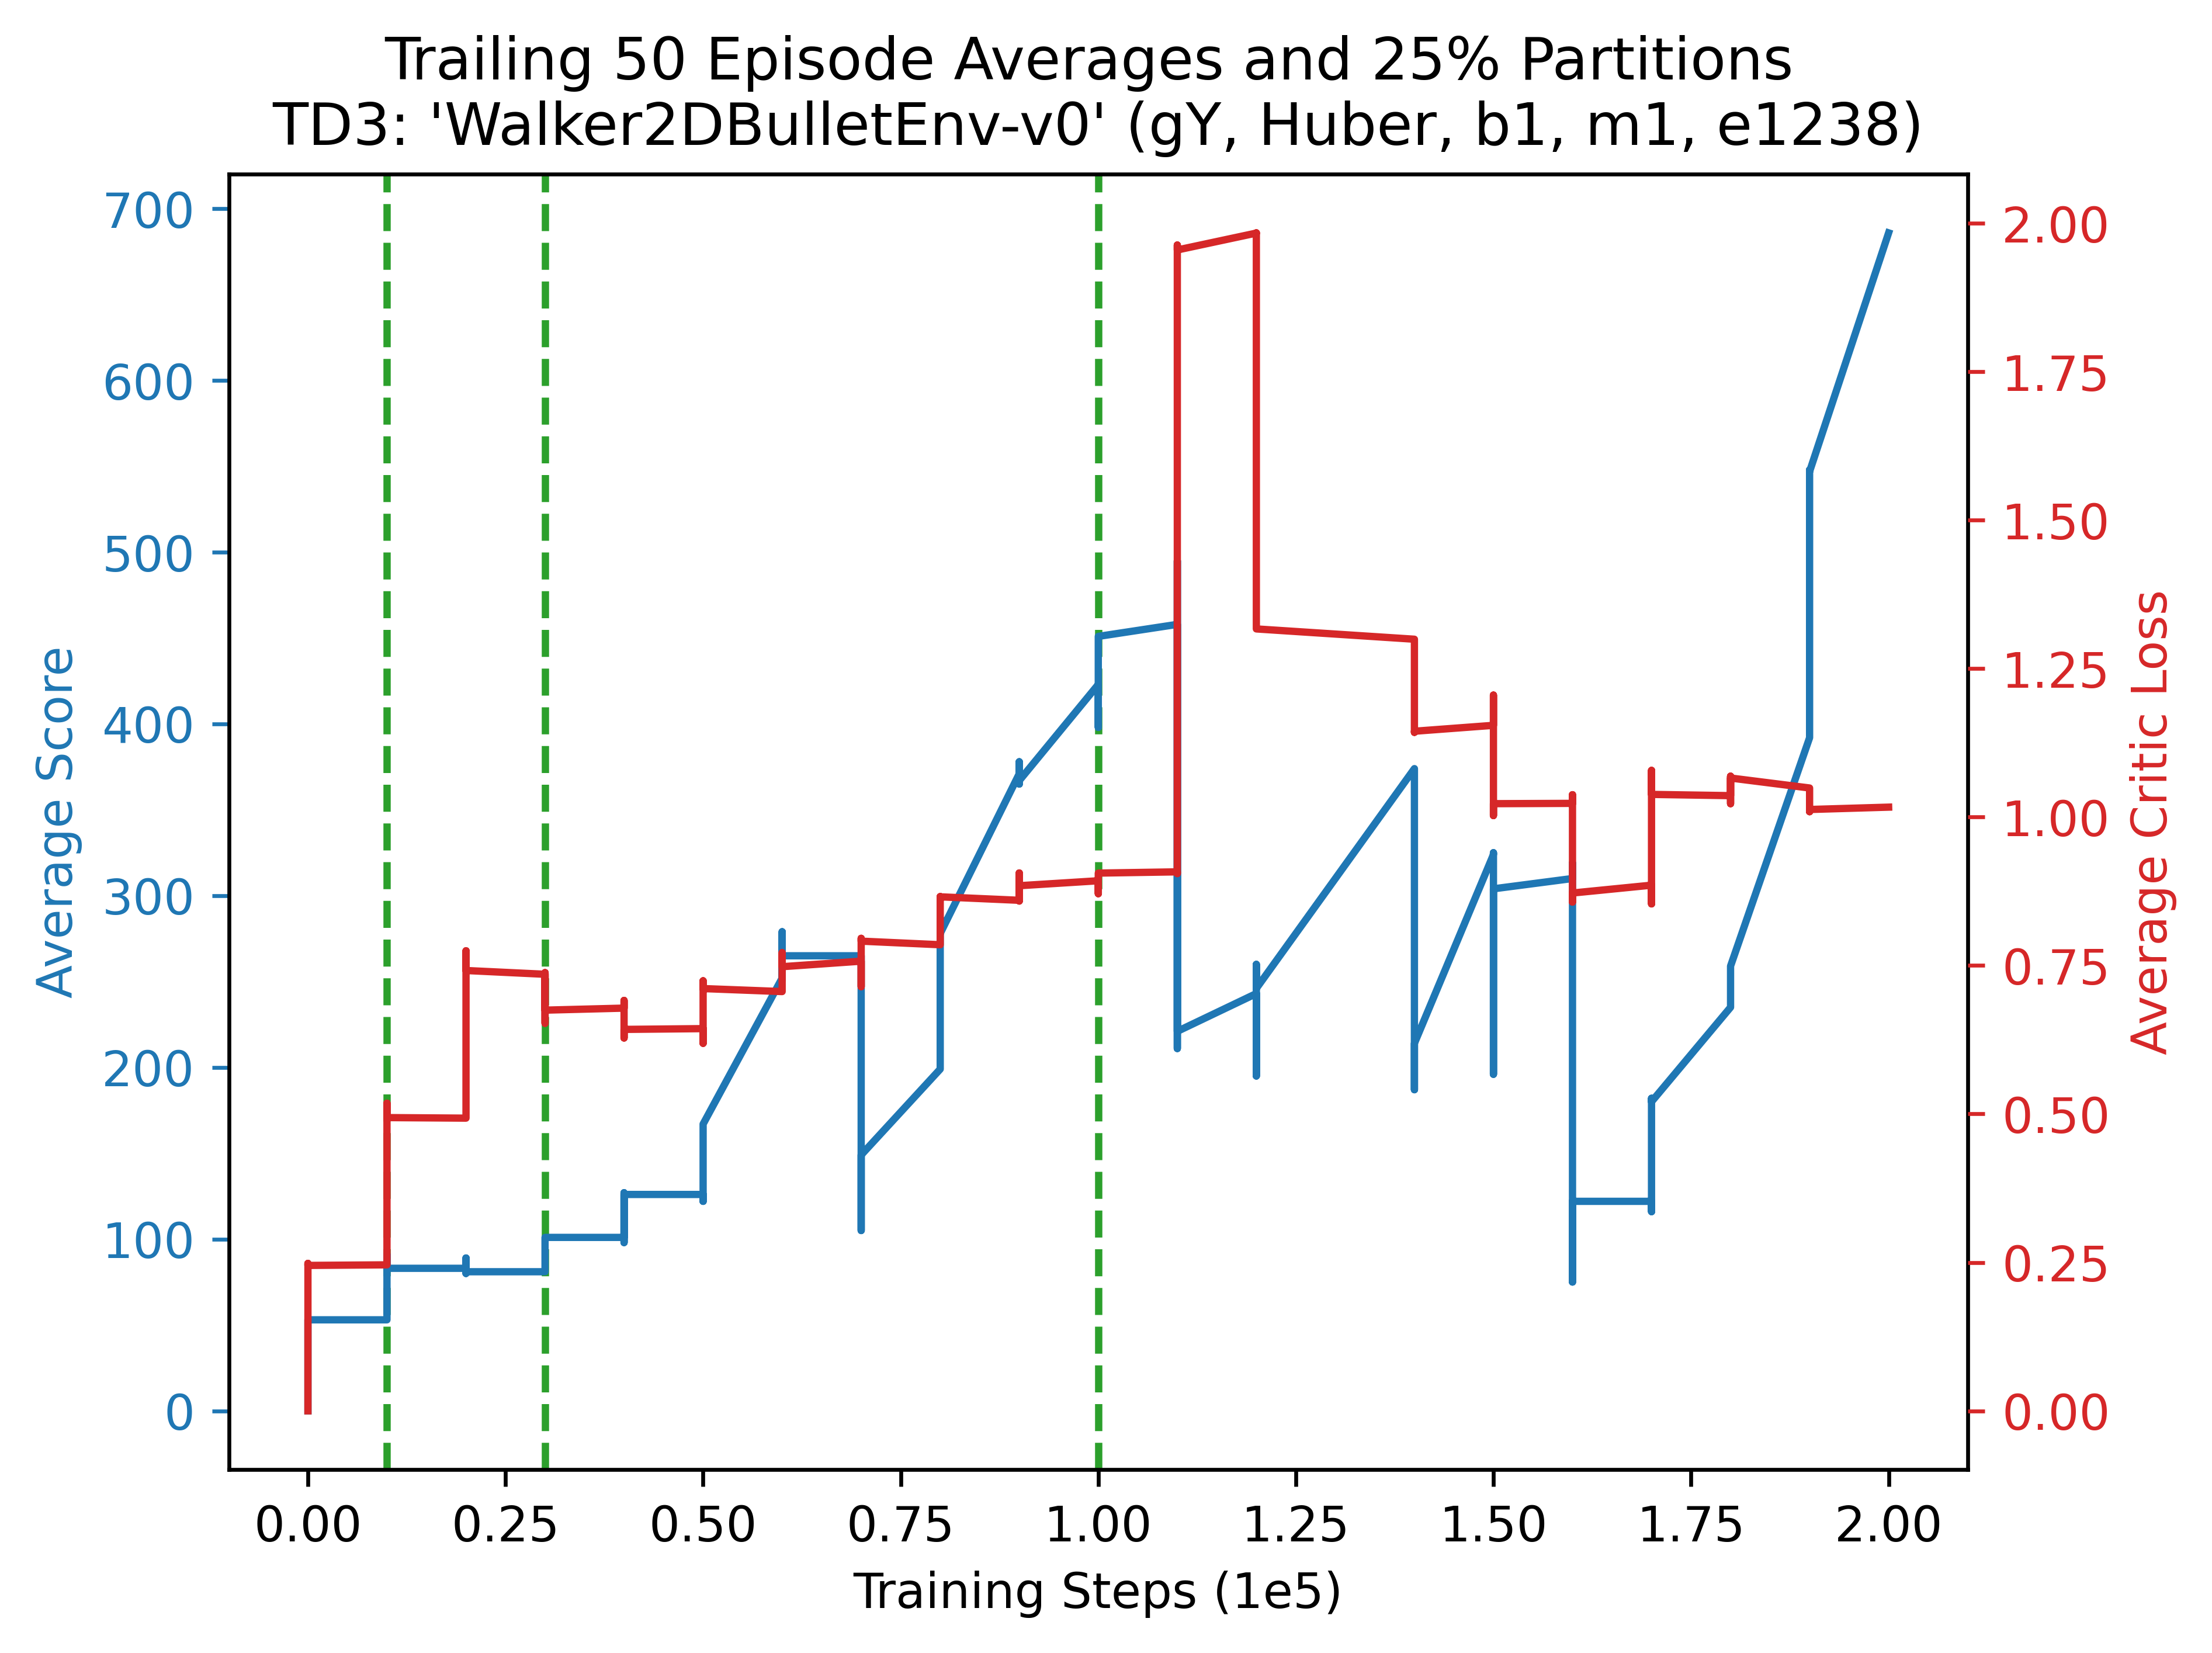 Trailing 50 Episode Averages and 25% Partitions
TD3: 'Walker2DBulletEnv-v0' (gY, Huber, b1, m1, e1238)
Average Score
700
600
500
400
300
200
100
0
2.00
1.75
1.50
1.25
1.00
0.75
0.50
0.25
0.00
Average Critic Loss
0.00 0.25 0.50 0.75 1.00 1.25 1.50 1.75 2.00
Training Steps (1e5)